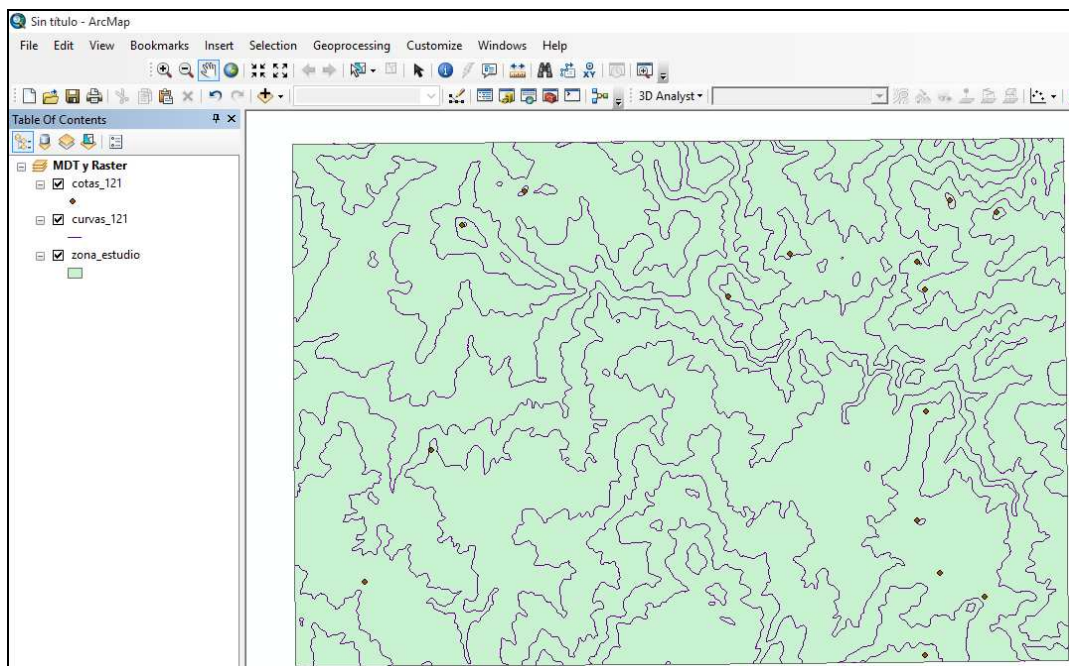 Sin título - ArcMap
File Edit View Bookmarks Insert Selection Geoprocessing Customize Windows Help
XY
3D Analyst
Table Of Contents
MDT y Raster
cotas_121
curvas_121
zona_estudio